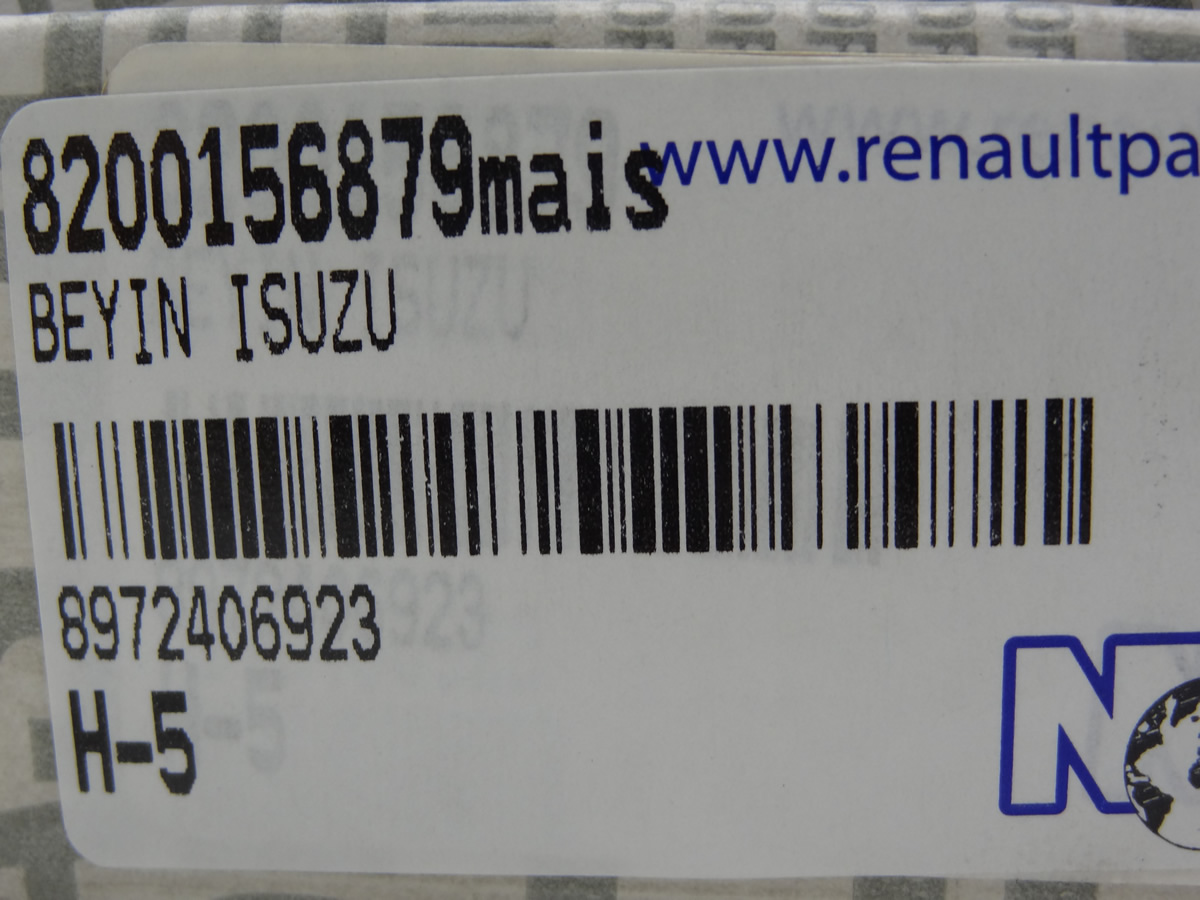 8200156879mais
www.renaultpa
BEYIN ISUZU
8972406923
H-5
N